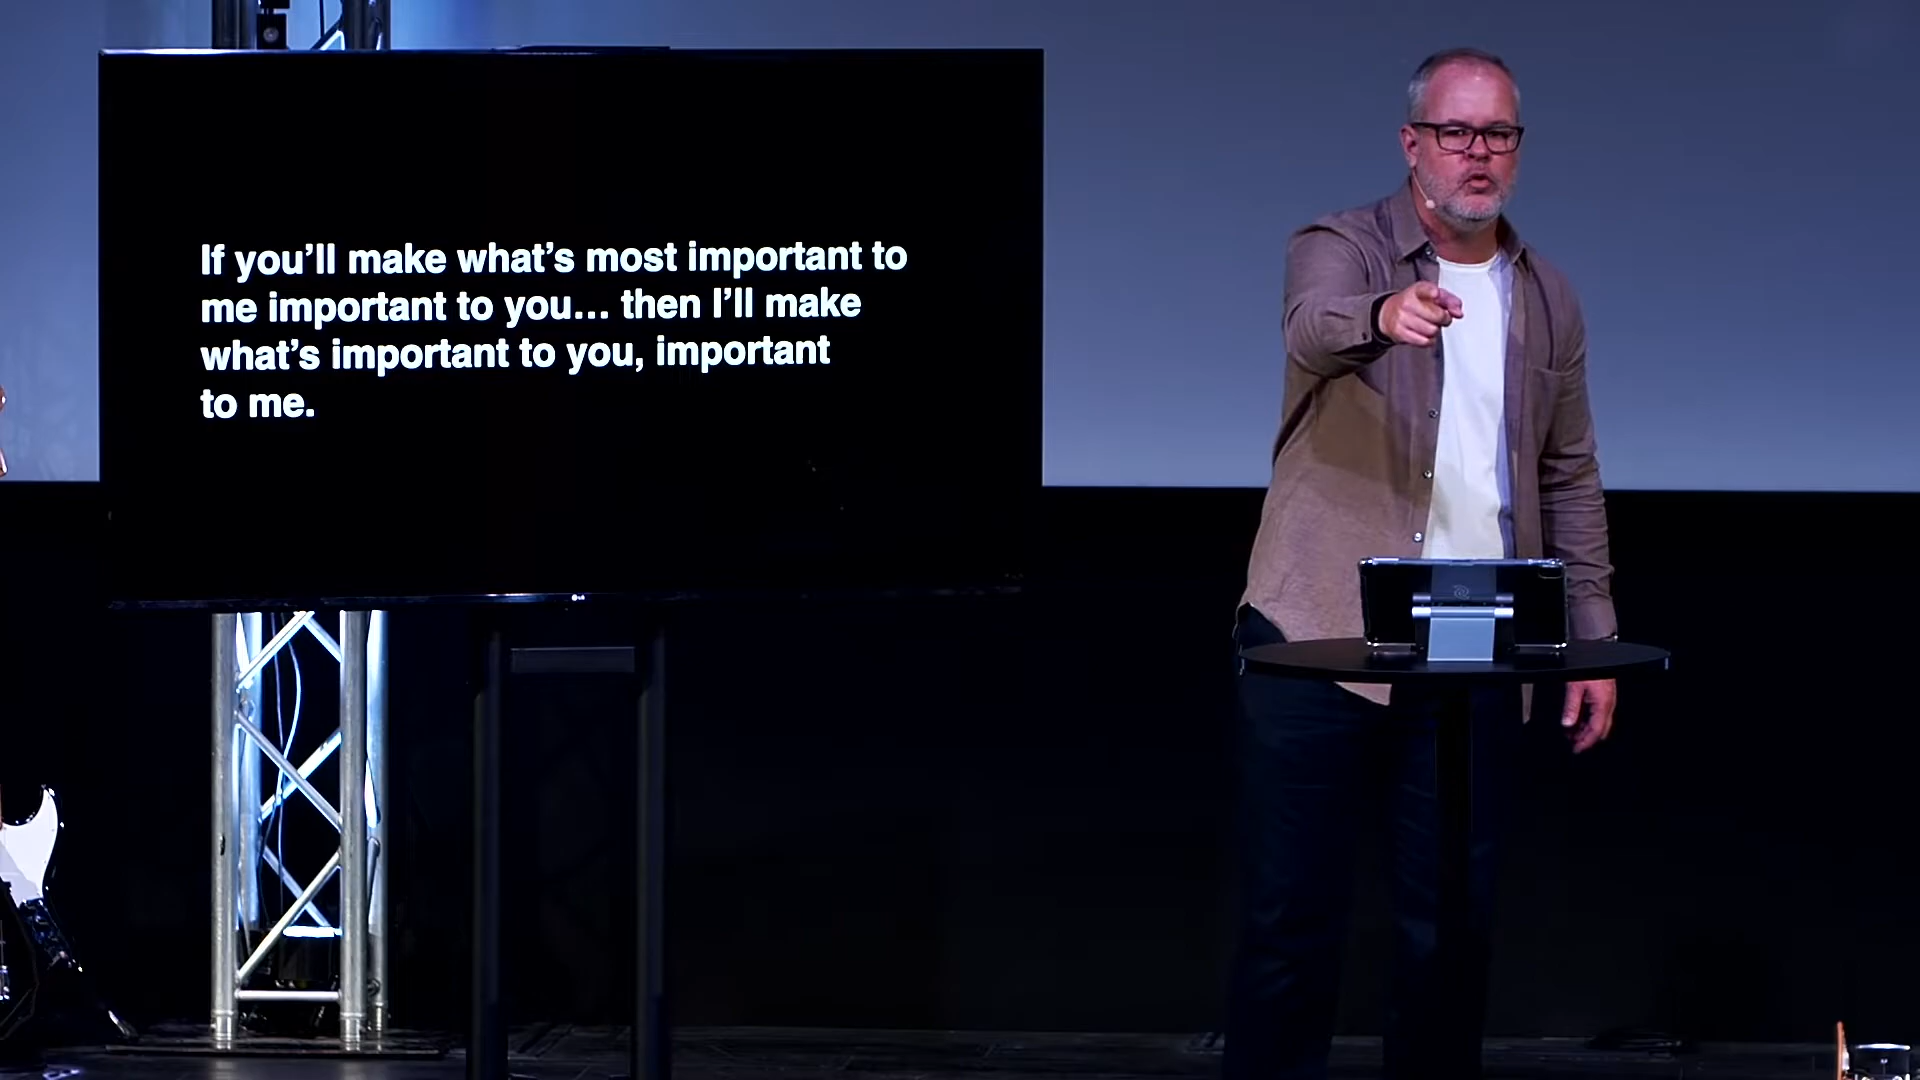 If you’ll make what’s most important to
me important to you... then I’ll make
what’s important to you, important
to me.